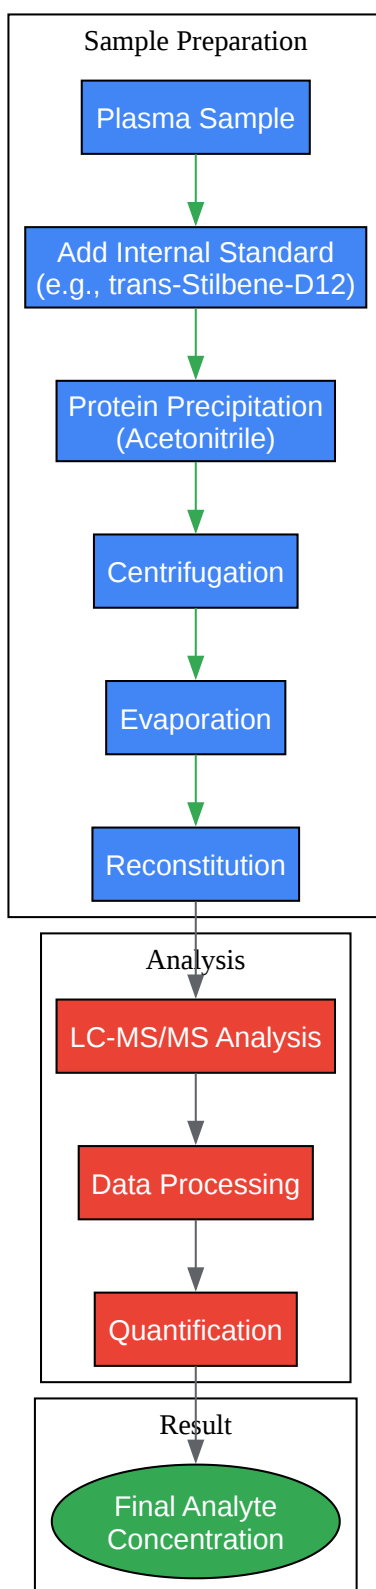 Sample Preparation
Plasma Sample
Add Internal Standard
(e.g., trans-Stilbene-D12)
Protein Precipitation
(Acetonitrile)
Centrifugation
Evaporation
Reconstitution
Analysis
LC-MS/MS Analysis
Data Processing
Quantification
Result
Final Analyte
Concentration